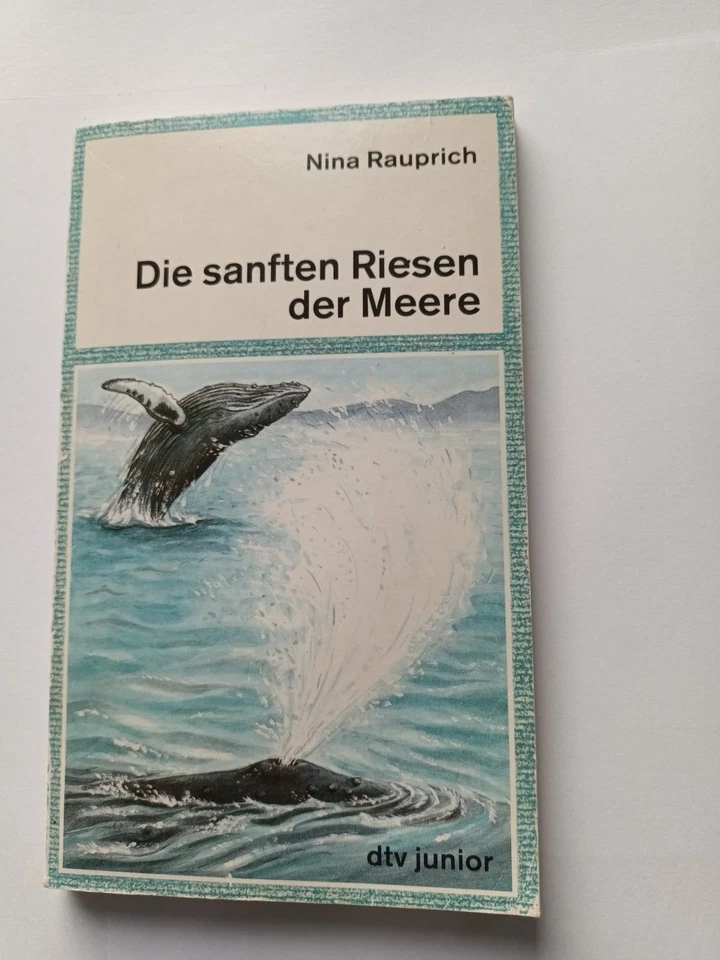 Nina Rauprich
Die sanften Riesen
der Meere
dtv junior